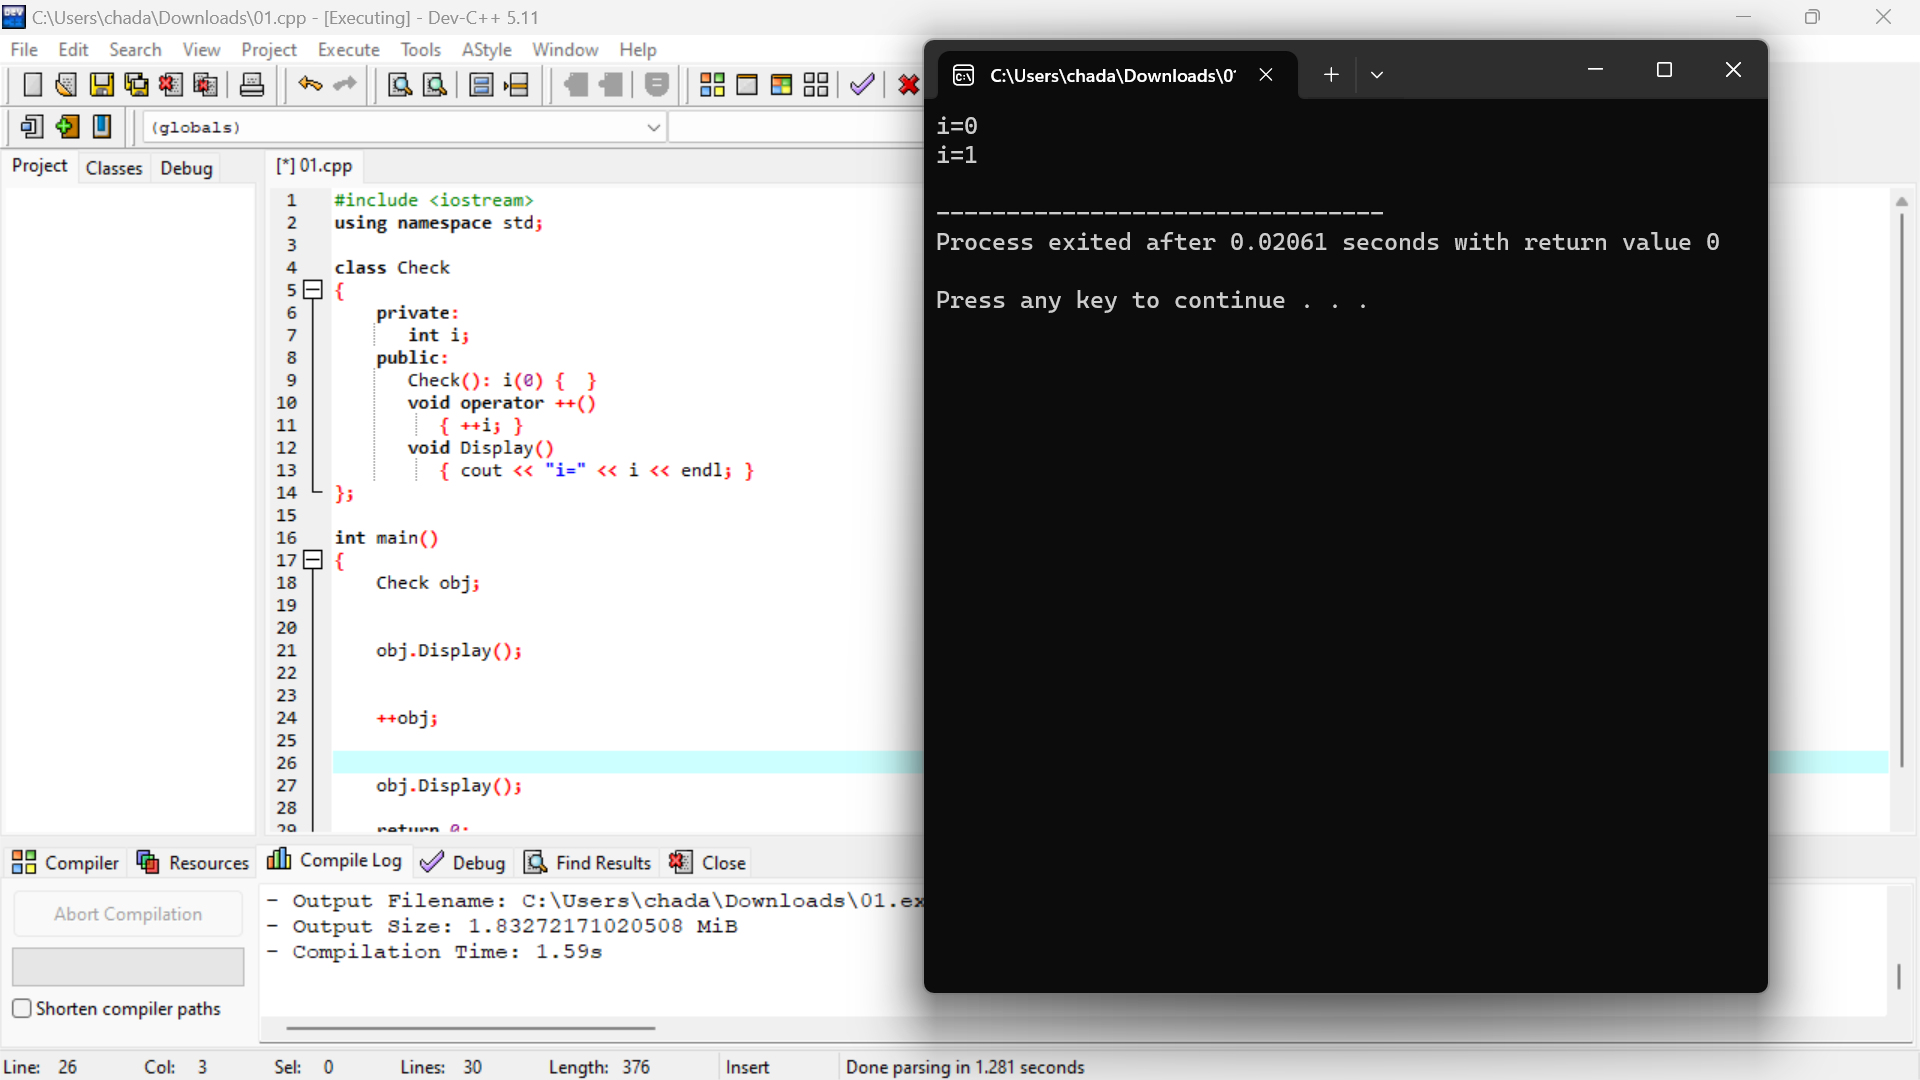 C:\Users\chada\Downloads\01.cpp - [Executing] - Dev-C++ 5.11
File Edit Search View Project Execute Tools AStyle Window Help
(globals)
Project Classes Debug
[*] 01.cpp
1 #include <iostream>
2 using namespace std;
3
4 class Check
5 {
6 private:
7 int i;
8 public:
9 Check(): i(0) {  }
10 void operator ++()
11 { ++i; }
12 void Display()
13 { cout << "i=" << i << endl; }
14 };
15
16 int main()
17 {
18 Check obj;
19
20
21 obj.Display();
22
23
24 ++obj;
25
26
27 obj.Display();
28
29 return 0;
C:\Users\chada\Downloads\0
i=0
i=1
--------------------------------
Process exited after 0.02061 seconds with return value 0
Press any key to continue . . .
Compiler Resources Compile Log Debug Find Results Close
Abort Compilation
Shorten compiler paths
- Output Filename: C:\Users\chada\Downloads\01.ex
- Output Size: 1.83272171020508 MiB
- Compilation Time: 1.59s
Line: 26 Col: 3 Sel: 0 Lines: 30 Length: 376 Insert Done parsing in 1.281 seconds